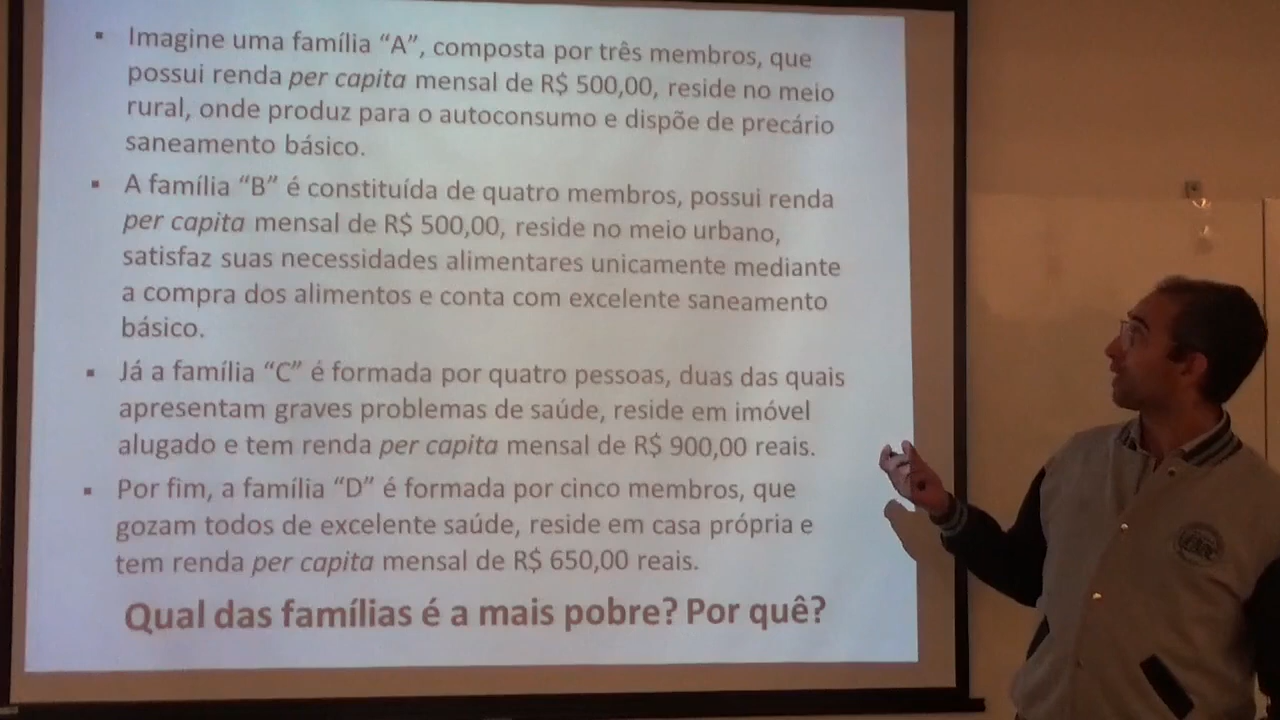 ▪ Imagine uma família “A”, composta por três membros, que
possui renda per capita mensal de R$ 500,00, reside no meio
rural, onde produz para o autoconsumo e dispõe de precário
saneamento básico.
▪ A família “B” é constituída de quatro membros, possui renda
per capita mensal de R$ 500,00, reside no meio urbano,
satisfaz suas necessidades alimentares unicamente mediante
a compra dos alimentos e conta com excelente saneamento
básico.
▪ Já a família “C” é formada por quatro pessoas, duas das quais
apresentam graves problemas de saúde, reside em imóvel
alugado e tem renda per capita mensal de R$ 900,00 reais.
▪ Por fim, a família “D” é formada por cinco membros, que
gozam todos de excelente saúde, reside em casa própria e
tem renda per capita mensal de R$ 650,00 reais.
Qual das famílias é a mais pobre? Por quê?